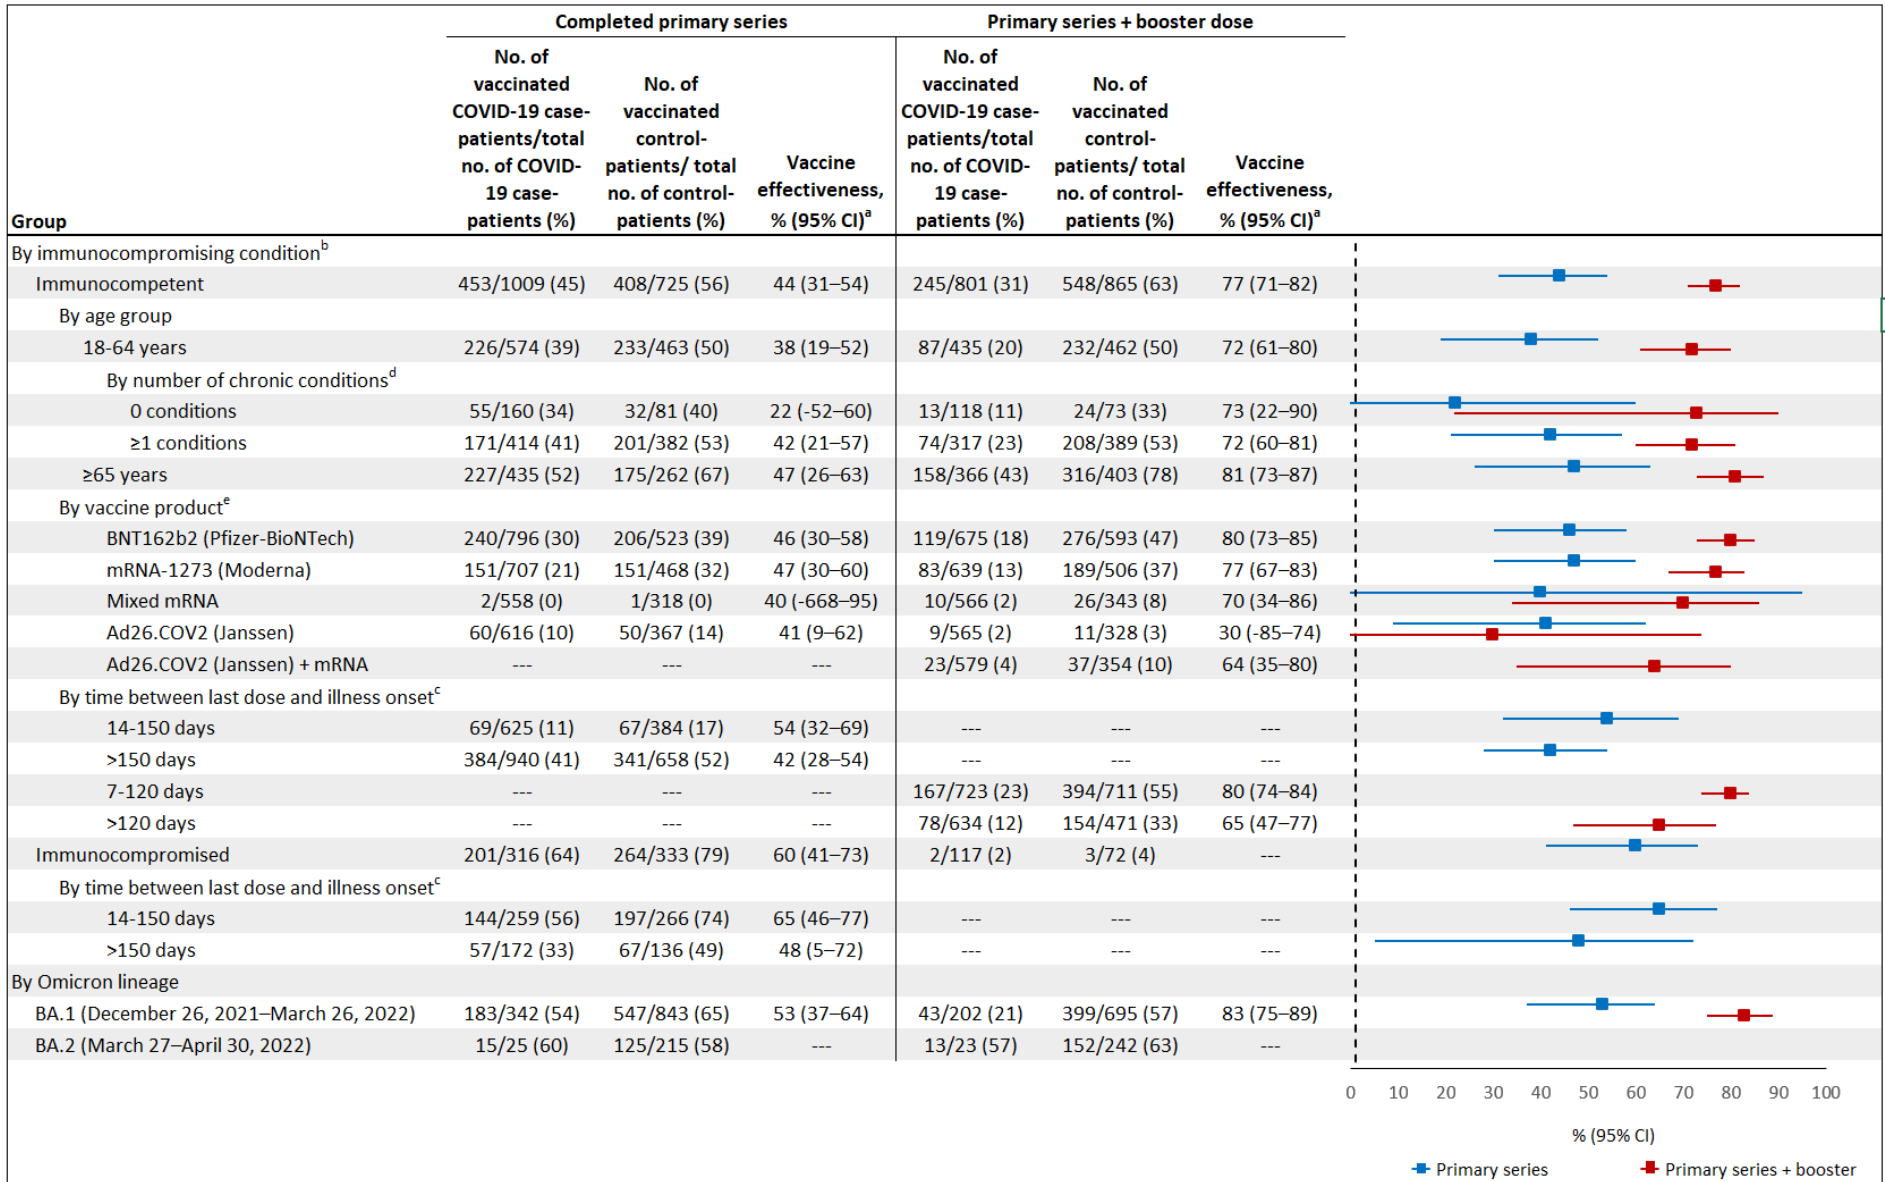 Completed primary series Primary series + booster dose
No. of vaccinated COVID-19 case-patients/total no. of COVID-19 case-patients (%) No. of vaccinated control-patients/ total no. of control-patients (%) Vaccine effectiveness, % (95% CI)a No. of vaccinated COVID-19 case-patients/total no. of COVID-19 case-patients (%) No. of vaccinated control-patients/ total no. of control-patients (%) Vaccine effectiveness, % (95% CI)a
Group
By immunocompromising conditionb
Immunocompetent 453/1009 (45) 408/725 (56) 44 (31–54) 245/801 (31) 548/865 (63) 77 (71–82)
By age group
18-64 years 226/574 (39) 233/463 (50) 38 (19–52) 87/435 (20) 232/462 (50) 72 (61–80)
By number of chronic conditionsd
0 conditions 55/160 (34) 32/81 (40) 22 (-52–60) 13/118 (11) 24/73 (33) 73 (22–90)
≥1 conditions 171/414 (41) 201/382 (53) 42 (21–57) 74/317 (23) 208/389 (53) 72 (60–81)
≥65 years 227/435 (52) 175/262 (67) 47 (26–63) 158/366 (43) 316/403 (78) 81 (73–87)
By vaccine producte
BNT162b2 (Pfizer-BioNTech) 240/796 (30) 206/523 (39) 46 (30–58) 119/675 (18) 276/593 (47) 80 (73–85)
mRNA-1273 (Moderna) 151/707 (21) 151/468 (32) 47 (30–60) 83/639 (13) 189/506 (37) 77 (67–83)
Mixed mRNA 2/558 (0) 1/318 (0) 40 (-668–95) 10/566 (2) 26/343 (8) 70 (34–86)
Ad26.COV2 (Janssen) 60/616 (10) 50/367 (14) 41 (9–62) 9/565 (2) 11/328 (3) 30 (-85–74)
Ad26.COV2 (Janssen) + mRNA --- --- --- 23/579 (4) 37/354 (10) 64 (35–80)
By time between last dose and illness onsetc
14-150 days 69/625 (11) 67/384 (17) 54 (32–69) --- --- ---
>150 days 384/940 (41) 341/658 (52) 42 (28–54) --- --- ---
7-120 days --- --- --- 167/723 (23) 394/711 (55) 80 (74–84)
>120 days --- --- --- 78/634 (12) 154/471 (33) 65 (47–77)
Immunocompromised 201/316 (64) 264/333 (79) 60 (41–73) 2/117 (2) 3/72 (4) ---
By time between last dose and illness onsetc
14-150 days 144/259 (56) 197/266 (74) 65 (46–77) --- --- ---
>150 days 57/172 (33) 67/136 (49) 48 (5–72) --- --- ---
By Omicron lineage
BA.1 (December 26, 2021–March 26, 2022) 183/342 (54) 547/843 (65) 53 (37–64) 43/202 (21) 399/695 (57) 83 (75–89)
BA.2 (March 27–April 30, 2022) 15/25 (60) 125/215 (58) --- 13/23 (57) 152/242 (63) ---
0 10 20 30 40 50 60 70 80 90 100
% (95% CI)
Primary series Primary series + booster